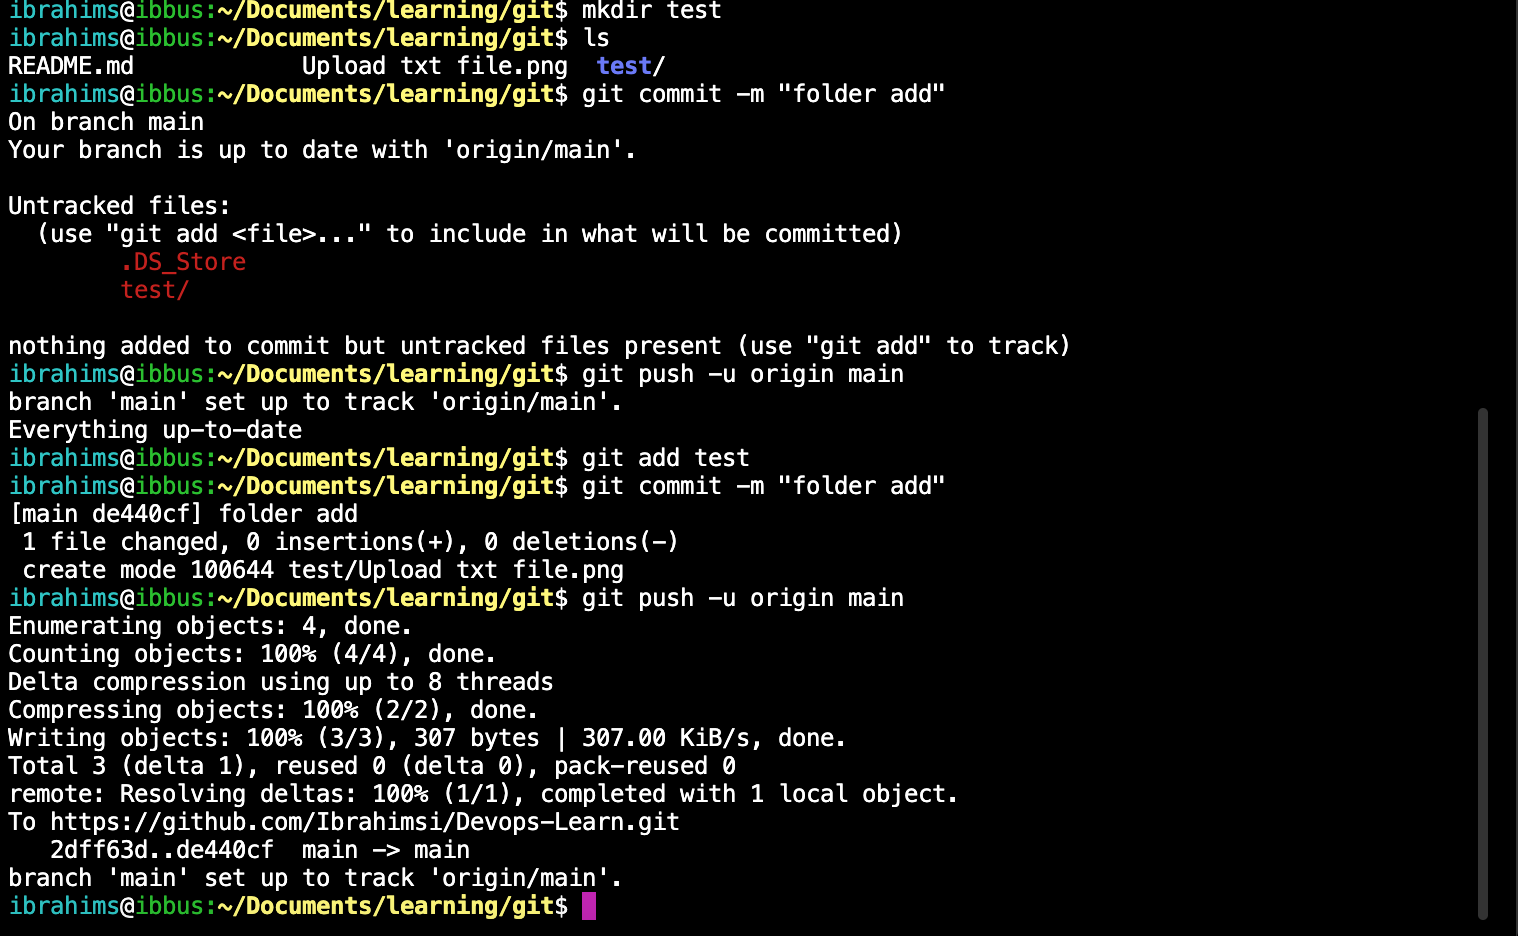 ibrahims@ibbus:~/Documents/learning/git$ mkdir test
ibrahims@ibbus:~/Documents/learning/git$ ls
README.md            Upload txt file.png  test/
ibrahims@ibbus:~/Documents/learning/git$ git commit -m "folder add"
On branch main
Your branch is up to date with 'origin/main'.

Untracked files:
  (use "git add <file>..." to include in what will be committed)
        .DS_Store
        test/

nothing added to commit but untracked files present (use "git add" to track)
ibrahims@ibbus:~/Documents/learning/git$ git push -u origin main
branch 'main' set up to track 'origin/main'.
Everything up-to-date
ibrahims@ibbus:~/Documents/learning/git$ git add test
ibrahims@ibbus:~/Documents/learning/git$ git commit -m "folder add"
[main de440cf] folder add
 1 file changed, 0 insertions(+), 0 deletions(-)
 create mode 100644 test/Upload txt file.png
ibrahims@ibbus:~/Documents/learning/git$ git push -u origin main
Enumerating objects: 4, done.
Counting objects: 100% (4/4), done.
Delta compression using up to 8 threads
Compressing objects: 100% (2/2), done.
Writing objects: 100% (3/3), 307 bytes | 307.00 KiB/s, done.
Total 3 (delta 1), reused 0 (delta 0), pack-reused 0
remote: Resolving deltas: 100% (1/1), completed with 1 local object.
To https://github.com/Ibrahimsi/Devops-Learn.git
   2dff63d..de440cf  main -> main
branch 'main' set up to track 'origin/main'.
ibrahims@ibbus:~/Documents/learning/git$